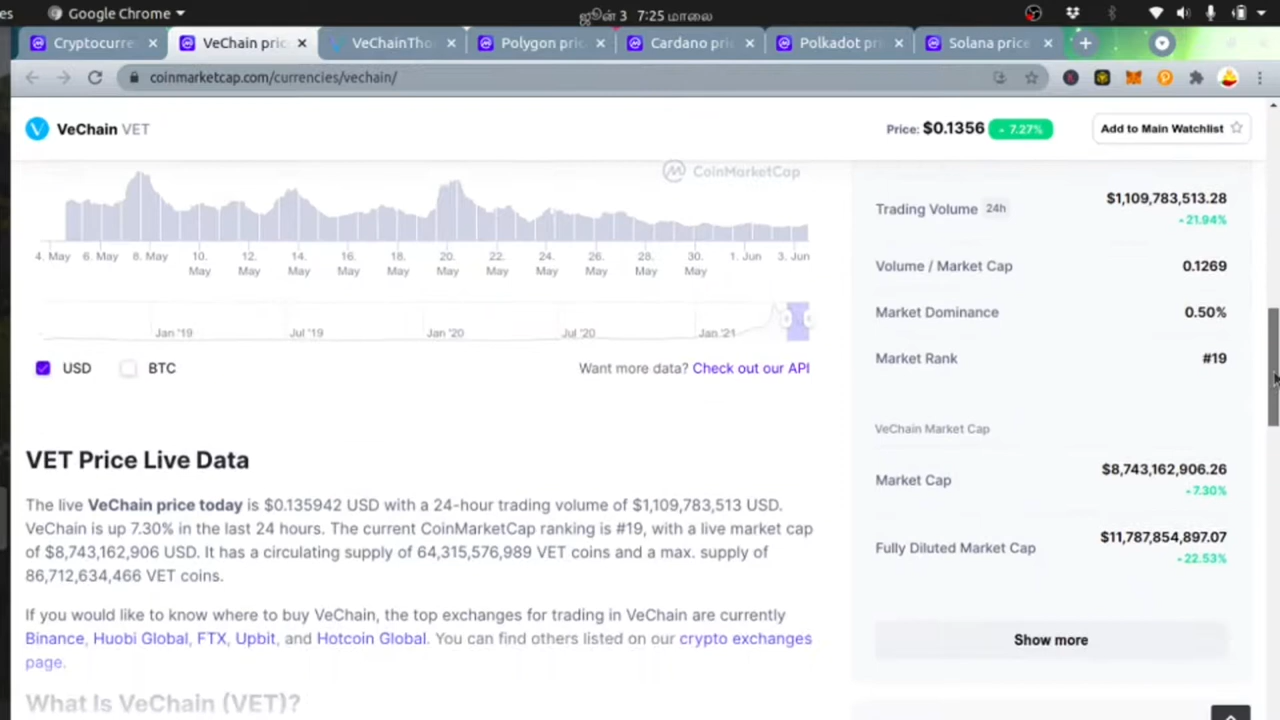 es Google Chrome ஜூன் 3 7:25 மாலை
Cryptocurre VeChain pric VeChainTho Polygon pric Cardano pric Polkadot pri Solana price
coinmarketcap.com/currencies/vechain/
VeChain VET Price: $0.1356 7.27% Add to Main Watchlist
CoinMarketCap
4. May 6. May 8. May 10. May 12. May 14. May 16. May 18. May 20. May 22. May 24. May 26. May 28. May 30. May 1. Jun 3. Jun
Jan '19 Jul '19 Jan '20 Jul '20 Jan '21
USD BTC Want more data? Check out our API
VET Price Live Data
The live VeChain price today is $0.135942 USD with a 24-hour trading volume of $1,109,783,513 USD.
VeChain is up 7.30% in the last 24 hours. The current CoinMarketCap ranking is #19, with a live market cap
of $8,743,162,906 USD. It has a circulating supply of 64,315,576,989 VET coins and a max. supply of
86,712,634,466 VET coins.
If you would like to know where to buy VeChain, the top exchanges for trading in VeChain are currently
Binance, Huobi Global, FTX, Upbit, and Hotcoin Global. You can find others listed on our crypto exchanges
page.
What Is VeChain (VET)?
Trading Volume 24h $1,109,783,513.28
21.94%
Volume / Market Cap 0.1269
Market Dominance 0.50%
Market Rank #19
VeChain Market Cap
Market Cap $8,743,162,906.26
7.30%
Fully Diluted Market Cap $11,787,854,897.07
22.53%
Show more